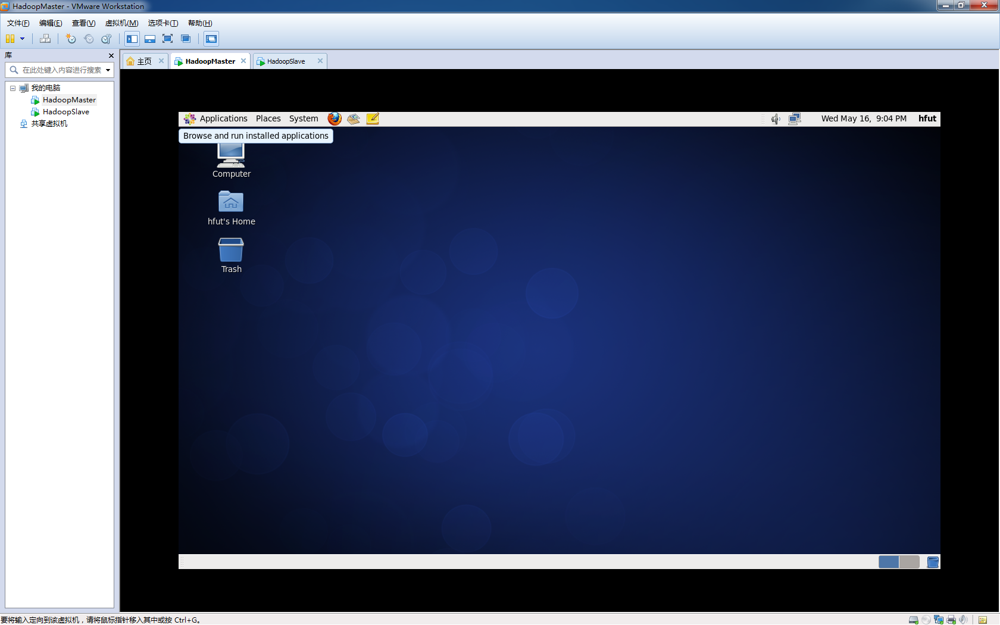 HadoopMaster - VMware Workstation
文件(F) 编辑(E) 查看(V) 虚拟机(M) 选项卡(T) 帮助(H)
库
在此处键入内容进行搜索
我的电脑
HadoopMaster
HadoopSlave
共享虚拟机
主页 HadoopMaster HadoopSlave
Applications Places System Wed May 16, 9:04 PM hfut
Browse and run installed applications
Computer
hfut's Home
Trash
要将输入定向到该虚拟机，请将鼠标指针移入其中或按 Ctrl+G。